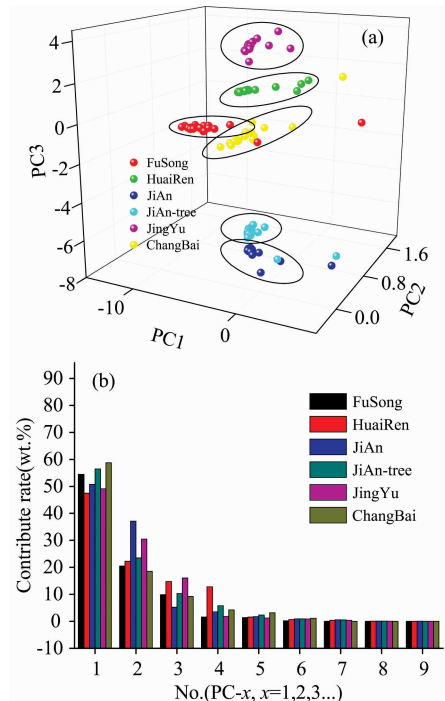 (a)
4
2
0
-2
-4
-6
-8
PC3
FuSong
HuaiRen
JiAn
JiAn-tree
JingYu
ChangBai
-10
0
PC1
0.0
0.8
1.6
PC2
(b)
90
80
70
60
50
40
30
20
10
0
-10
Contribute rate(wt.%)
FuSong
HuaiRen
JiAn
JiAn-tree
JingYu
ChangBai
1 2 3 4 5 6 7 8 9
No.(PC-x, x=1,2,3...)